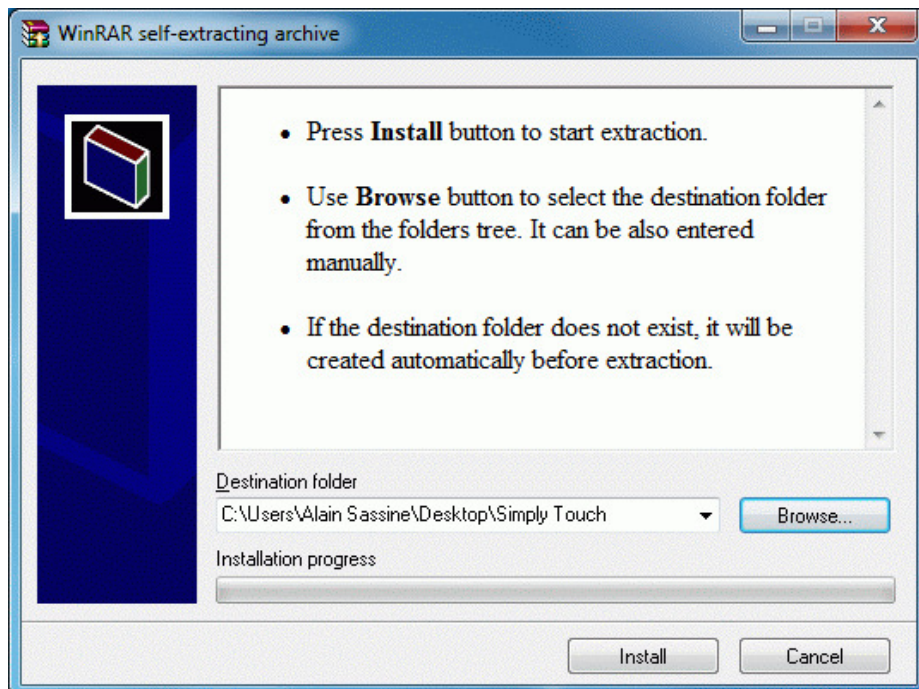 WinRAR self-extracting archive
Press Install button to start extraction.
Use Browse button to select the destination folder
from the folders tree. It can be also entered
manually.
If the destination folder does not exist, it will be
created automatically before extraction.
Destination folder
C:\Users\Alain Sassine\Desktop\Simply Touch
Browse...
Installation progress
Install
Cancel